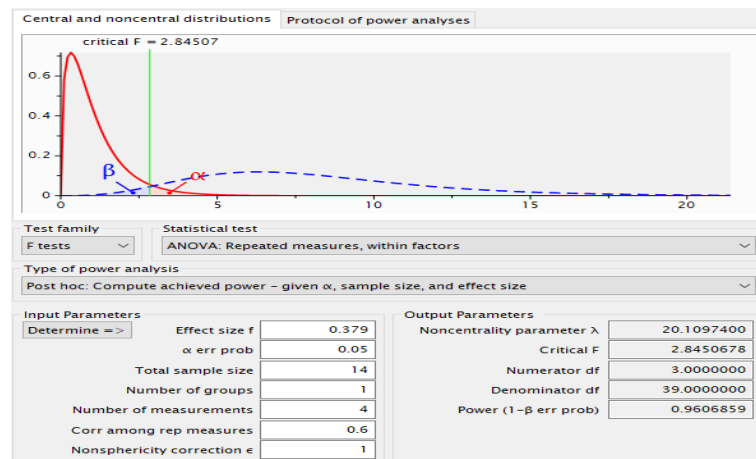 Central and noncentral distributions Protocol of power analyses
critical F = 2.84507
0.6
0.4
0.2
β α
0
0 5 10 15 20
Test family Statistical test
F tests ANOVA: Repeated measures, within factors
Type of power analysis
Post hoc: Compute achieved power – given α, sample size, and effect size
Input Parameters Output Parameters
Determine => Effect size f 0.379 Noncentrality parameter λ 20.1097400
α err prob 0.05 Critical F 2.8450678
Total sample size 14 Numerator df 3.0000000
Number of groups 1 Denominator df 39.0000000
Number of measurements 4 Power (1-β err prob) 0.9606859
Corr among rep measures 0.6
Nonsphericity correction ϵ 1